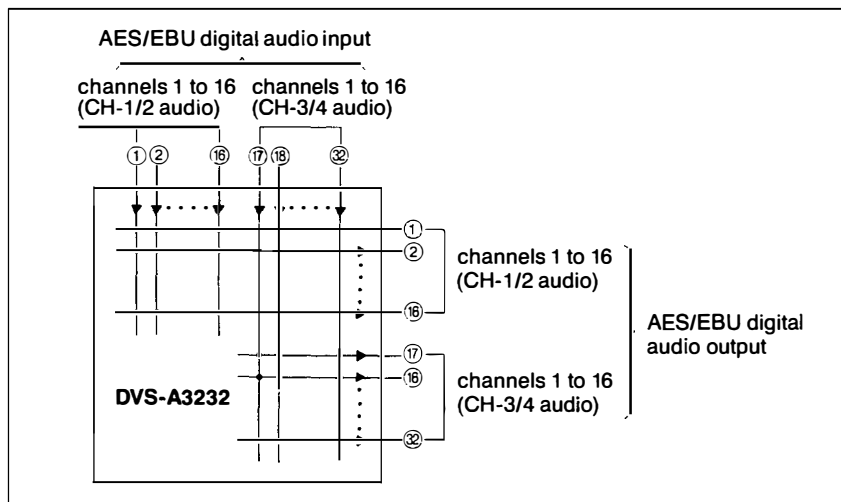 AES/EBU digital audio input
channels 1 to 16 channels 1 to 16
(CH-1/2 audio) (CH-3/4 audio)
① ② ⑯ ⑰ ⑱ ㉜
①
②
channels 1 to 16
(CH-1/2 audio)
⑯
AES/EBU digital
audio output
⑰
⑯
channels 1 to 16
(CH-3/4 audio)
㉜
DVS-A3232